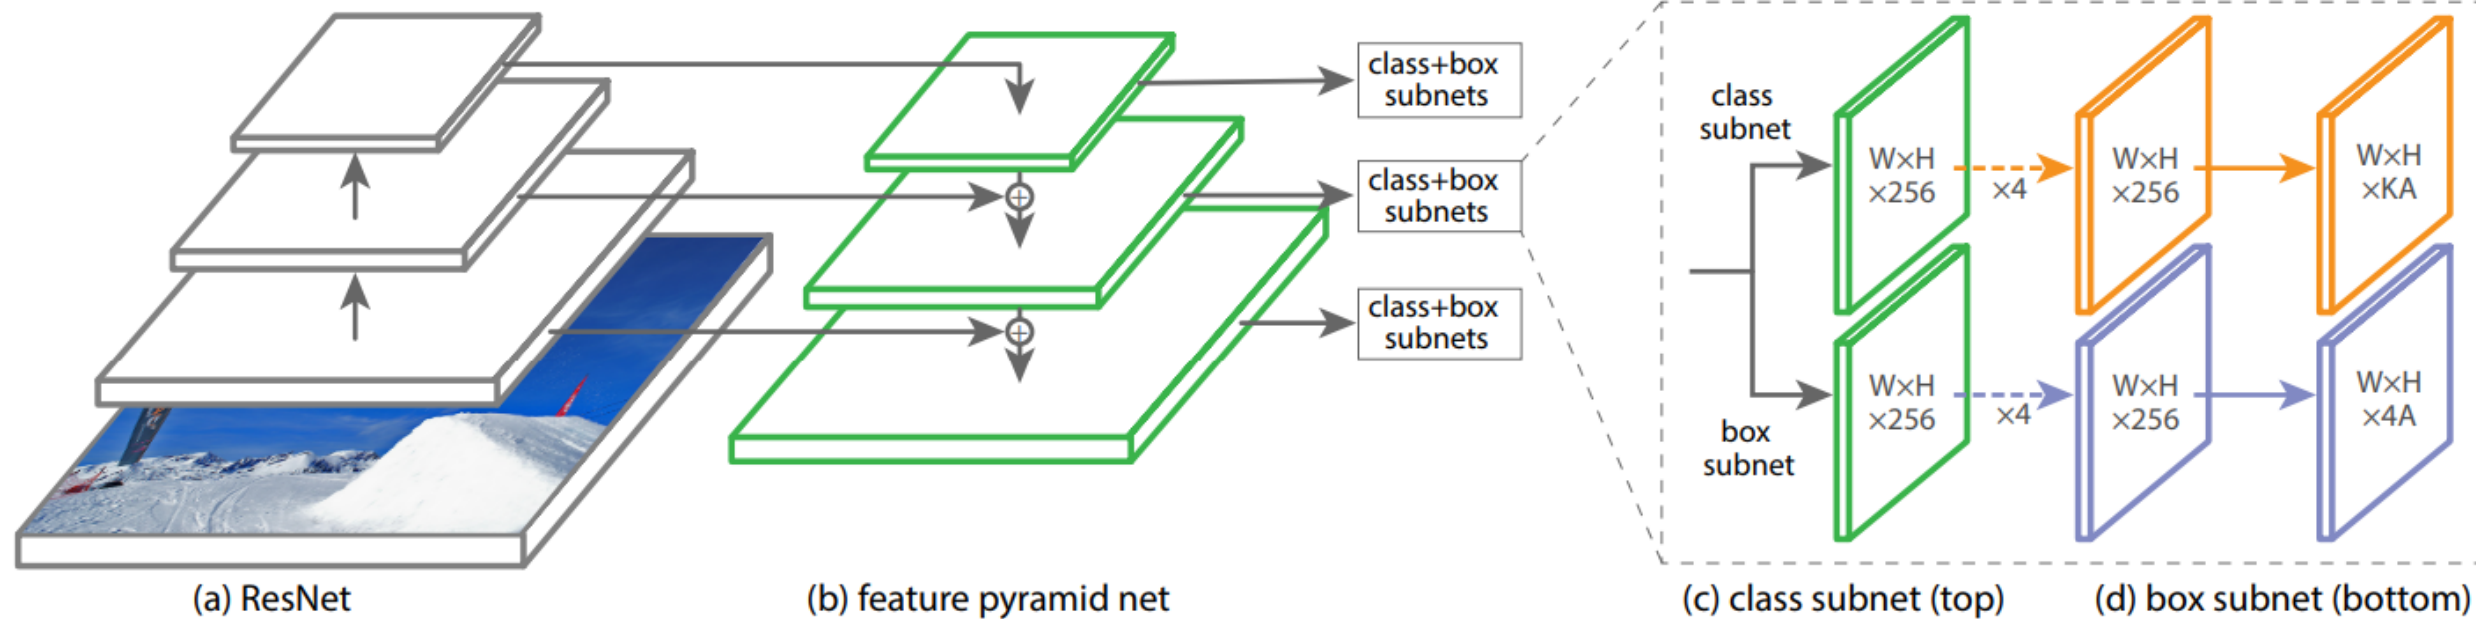 class+box
subnets
class+box
subnets
class+box
subnets
class
subnet
W×H
×256
×4
W×H
×256
W×H
×KA
box
subnet
W×H
×256
×4
W×H
×256
W×H
×4A
(a) ResNet
(b) feature pyramid net
(c) class subnet (top)
(d) box subnet (bottom)